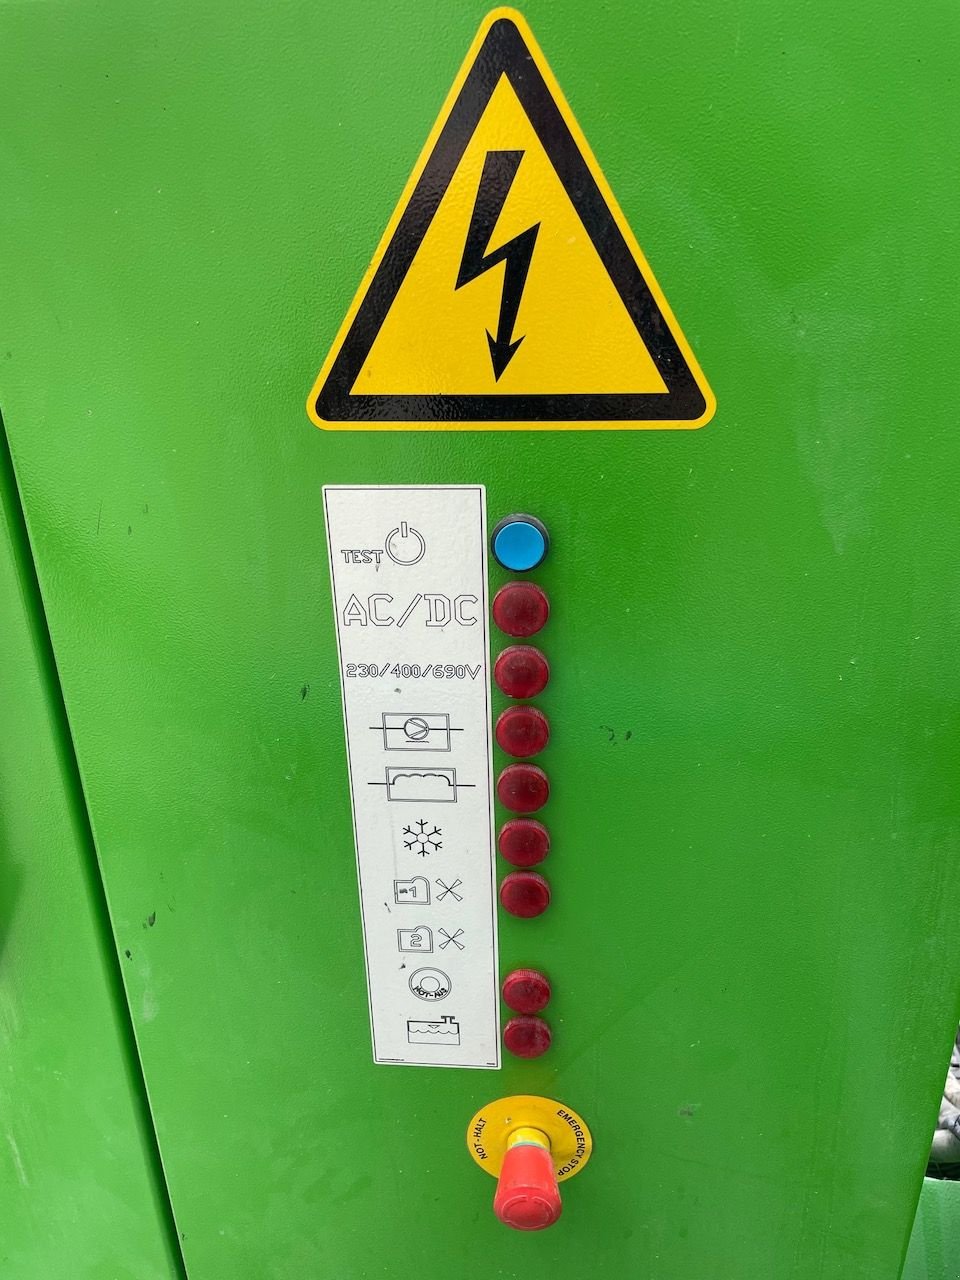 TEST
AC/DC
230/400/690V
1
2
NOT-AUS
NOT-HALT
EMERGENCY STOP